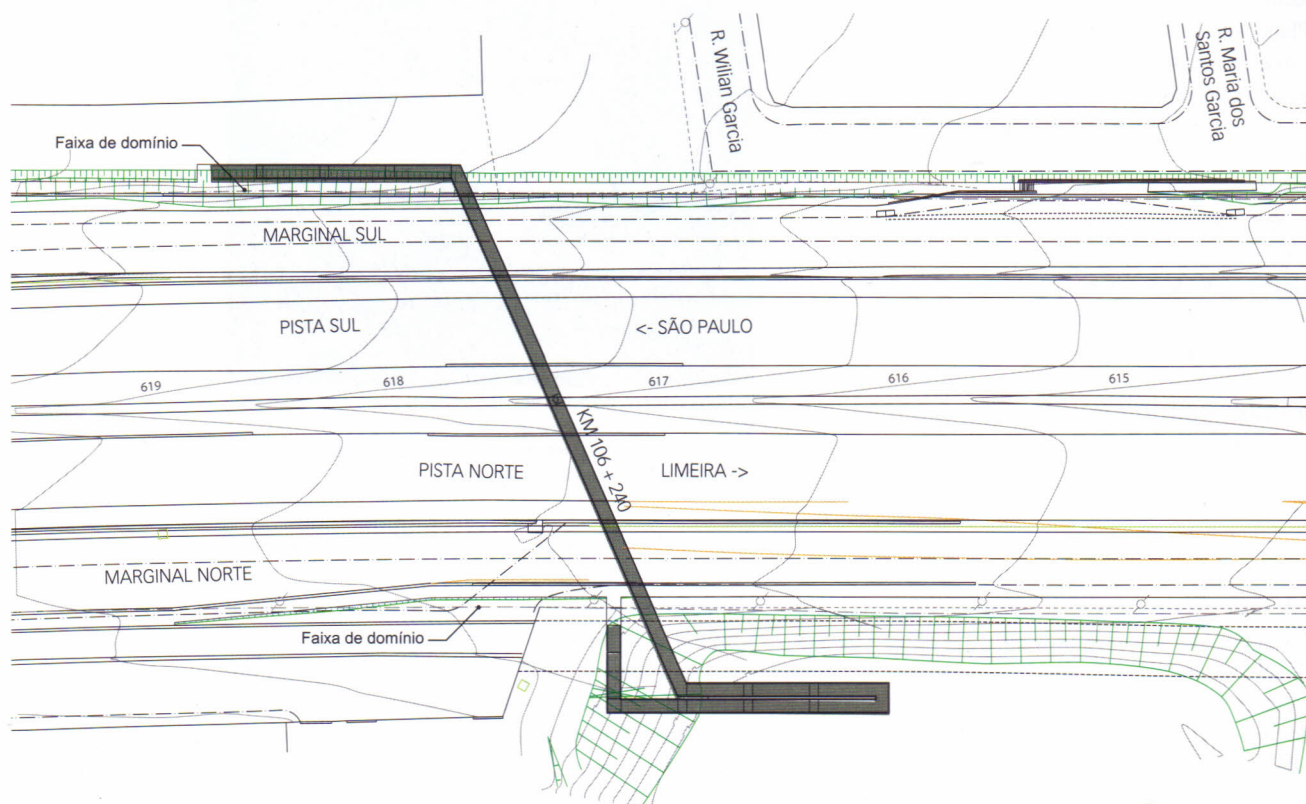 R. Wilian Garcia
R. Maria dos
Santos Garcia
Faixa de domínio
MARGINAL SUL
PISTA SUL
<- SÃO PAULO
619
618
617
616
615
KM 106 + 240
PISTA NORTE
LIMEIRA ->
MARGINAL NORTE
Faixa de domínio